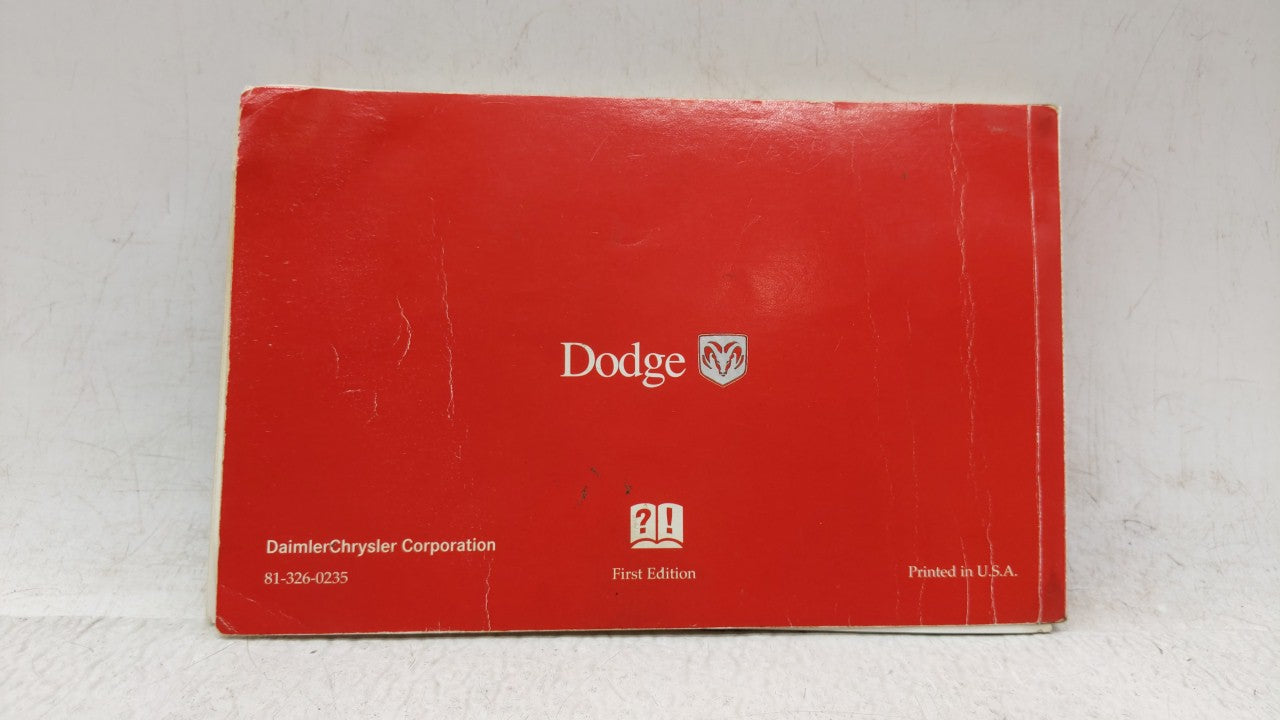 Dodge
? !
DaimlerChrysler Corporation
81-326-0235
First Edition
Printed in U.S.A.